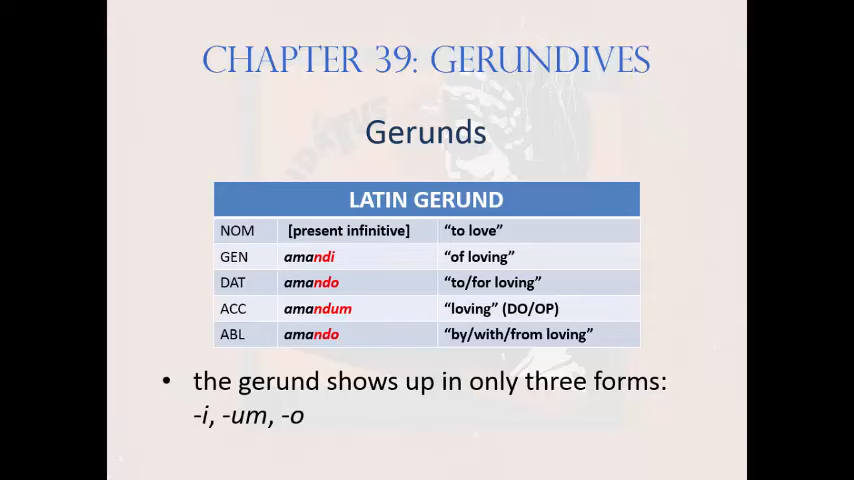 CHAPTER 39: GERUNDIVES
Gerunds
LATIN GERUND
NOM [present infinitive] "to love"
GEN amandi "of loving"
DAT amando "to/for loving"
ACC amandum "loving" (DO/OP)
ABL amando "by/with/from loving"
• the gerund shows up in only three forms:
-i, -um, -o